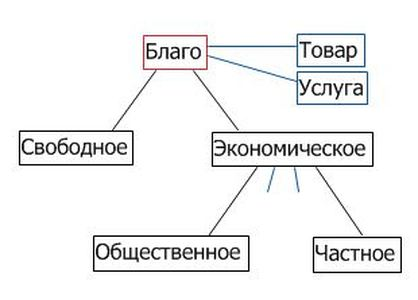 Благо
Товар
Услуга
Свободное
Экономическое
Общественное
Частное